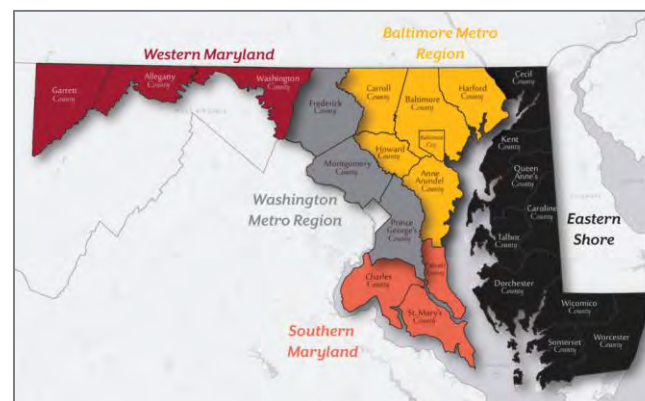 Baltimore Metro
Region
Western Maryland
Garrett
County
Allegany
County
Washington
County
Frederick
County
Carroll
County
Baltimore
County
Harford
County
Cecil
County
Baltimore
City
Kent
County
Howard
County
Montgomery
County
Anne
Arundel
County
Queen
Anne's
County
Washington
Metro Region
Prince
George's
County
Caroline
County
Eastern
Shore
Talbot
County
Charles
County
Calvert
County
Dorchester
County
St. Mary's
County
Wicomico
County
Somerset
County
Worcester
County
Southern
Maryland